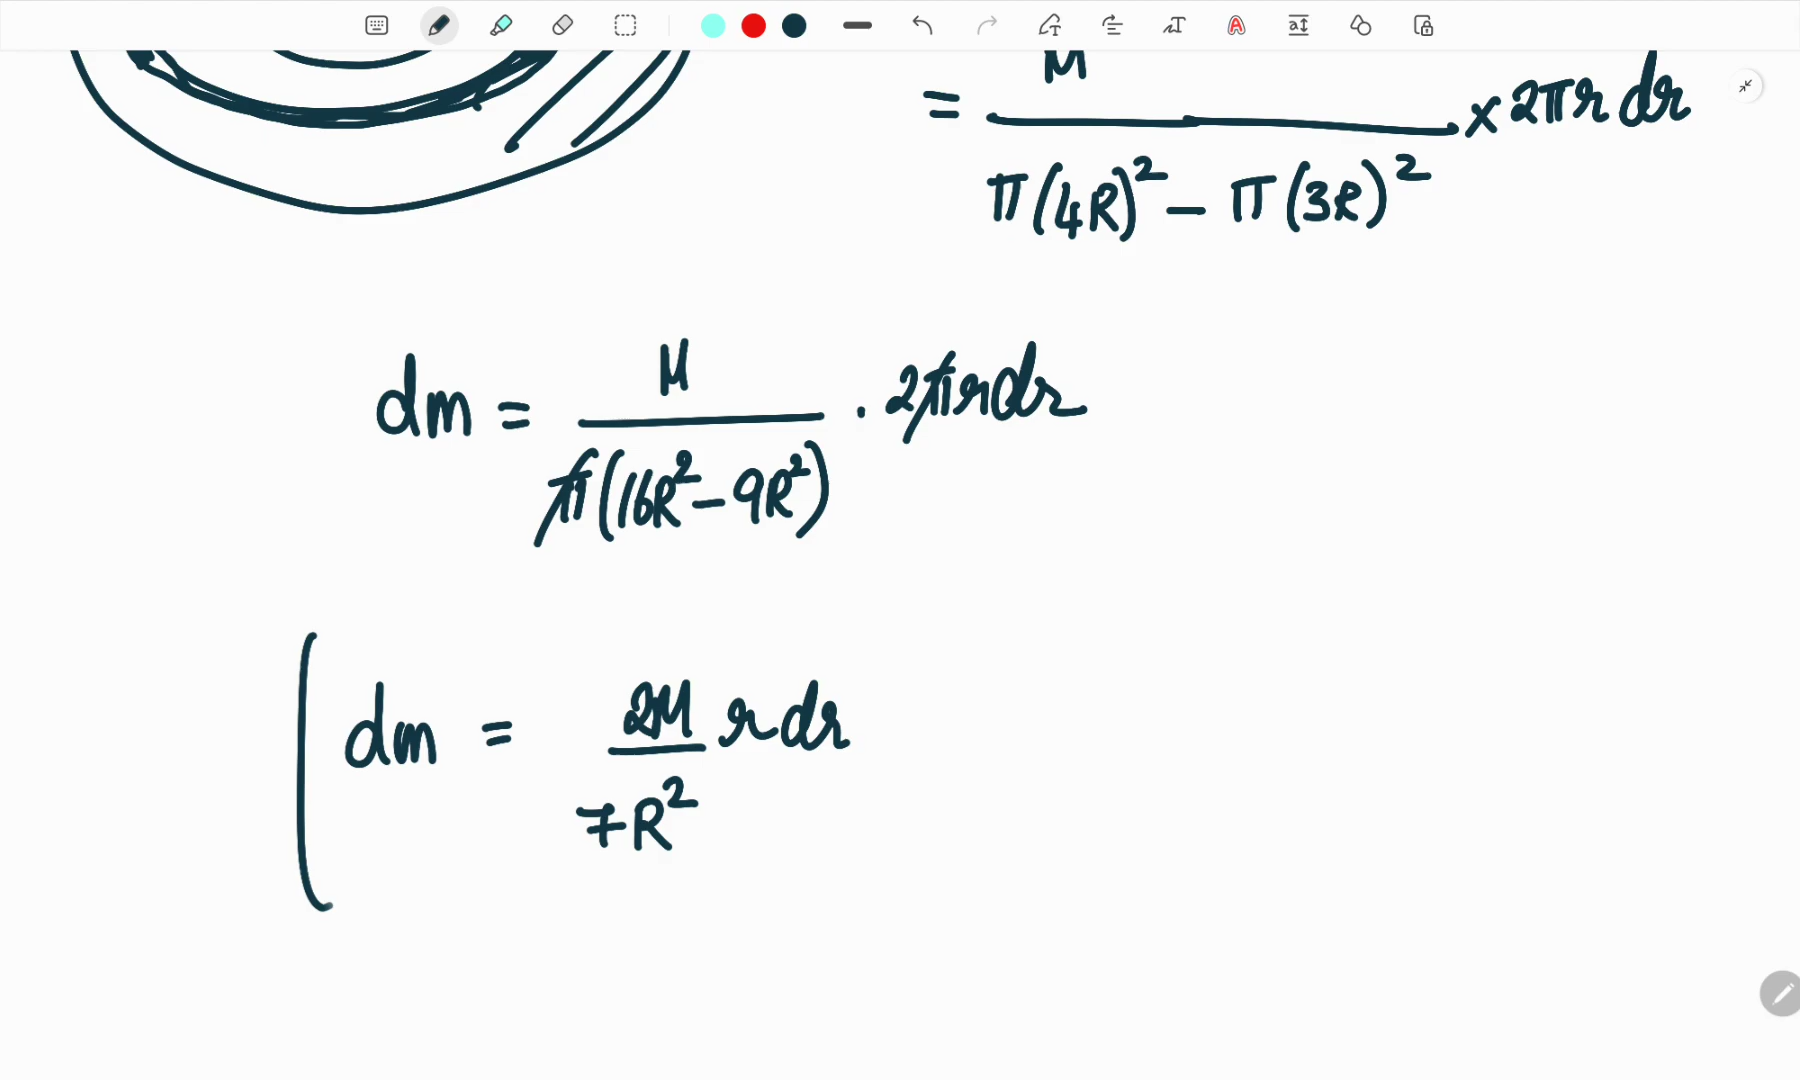 M
= ――― × 2πr dr
π(4R)² − π(3R)²
M
dm = ――― · 2πr dr
π(16R² − 9R²)
dm = 2M/7R² r dr